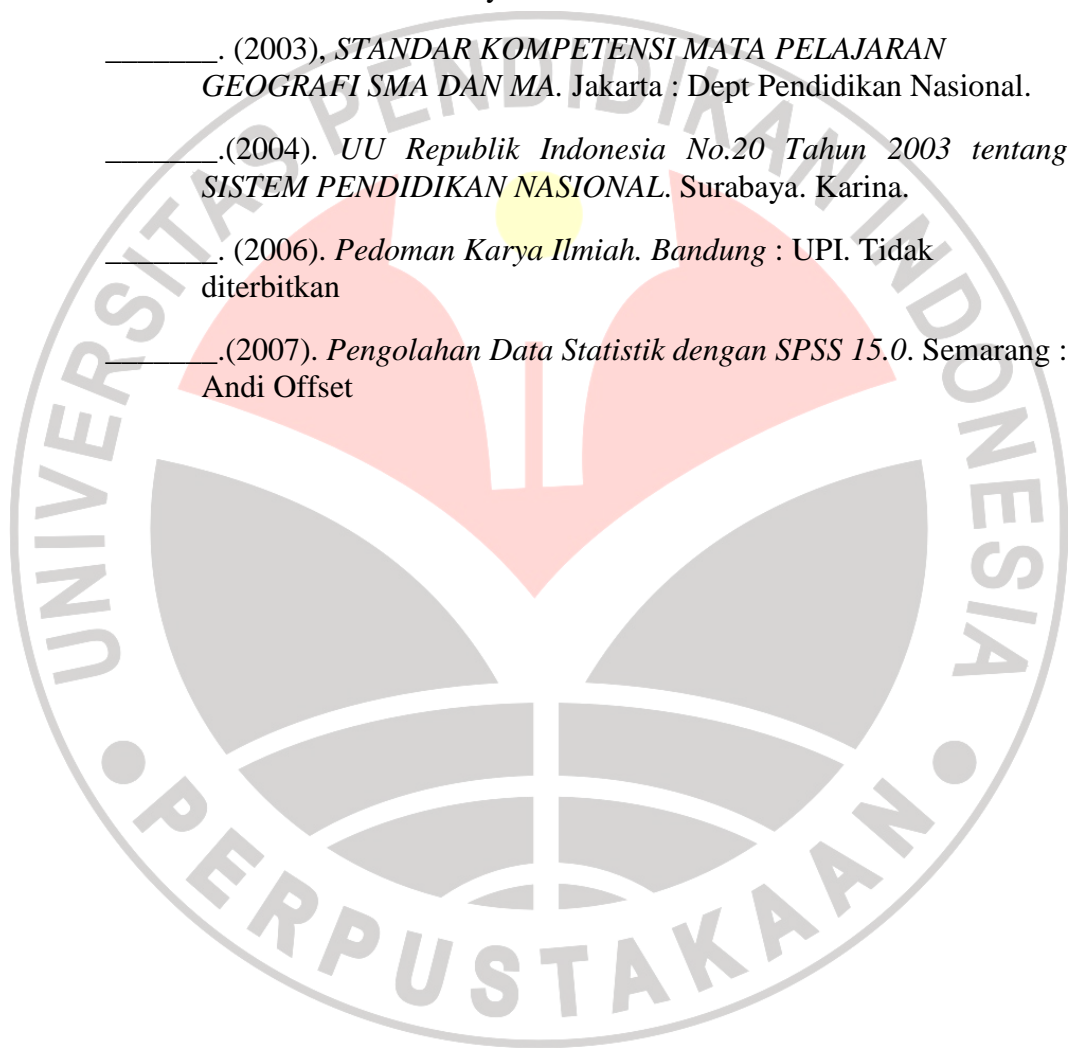 _______. (2003), STANDAR KOMPETENSI MATA PELAJARAN
GEOGRAFI SMA DAN MA. Jakarta : Dept Pendidikan Nasional.
_______.(2004). UU Republik Indonesia No.20 Tahun 2003 tentang
SISTEM PENDIDIKAN NASIONAL. Surabaya. Karina.
_______. (2006). Pedoman Karya Ilmiah. Bandung : UPI. Tidak
diterbitkan
_______.(2007). Pengolahan Data Statistik dengan SPSS 15.0. Semarang :
Andi Offset
UNIVERSITAS PENDIDIKAN INDONESIA
PERPUSTAKAAN